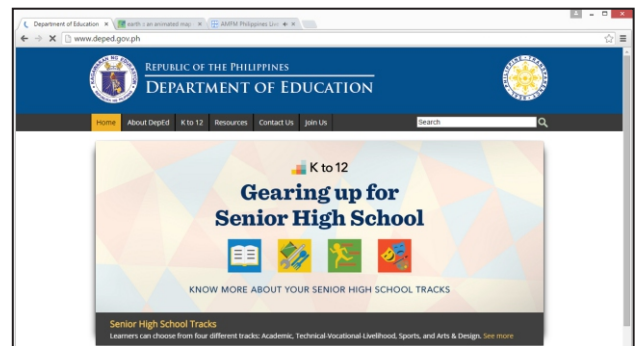 Department of Education
earth :: an animated map
AMFM Philippines Live
www.deped.gov.ph
REPUBLIC OF THE PHILIPPINES
DEPARTMENT OF EDUCATION
Home About DepEd K to 12 Resources Contact Us Join Us Search
K to 12
Gearing up for
Senior High School
KNOW MORE ABOUT YOUR SENIOR HIGH SCHOOL TRACKS
Senior High School Tracks
Learners can choose from four different tracks: Academic, Technical-Vocational-Livelihood, Sports, and Arts & Design. See more